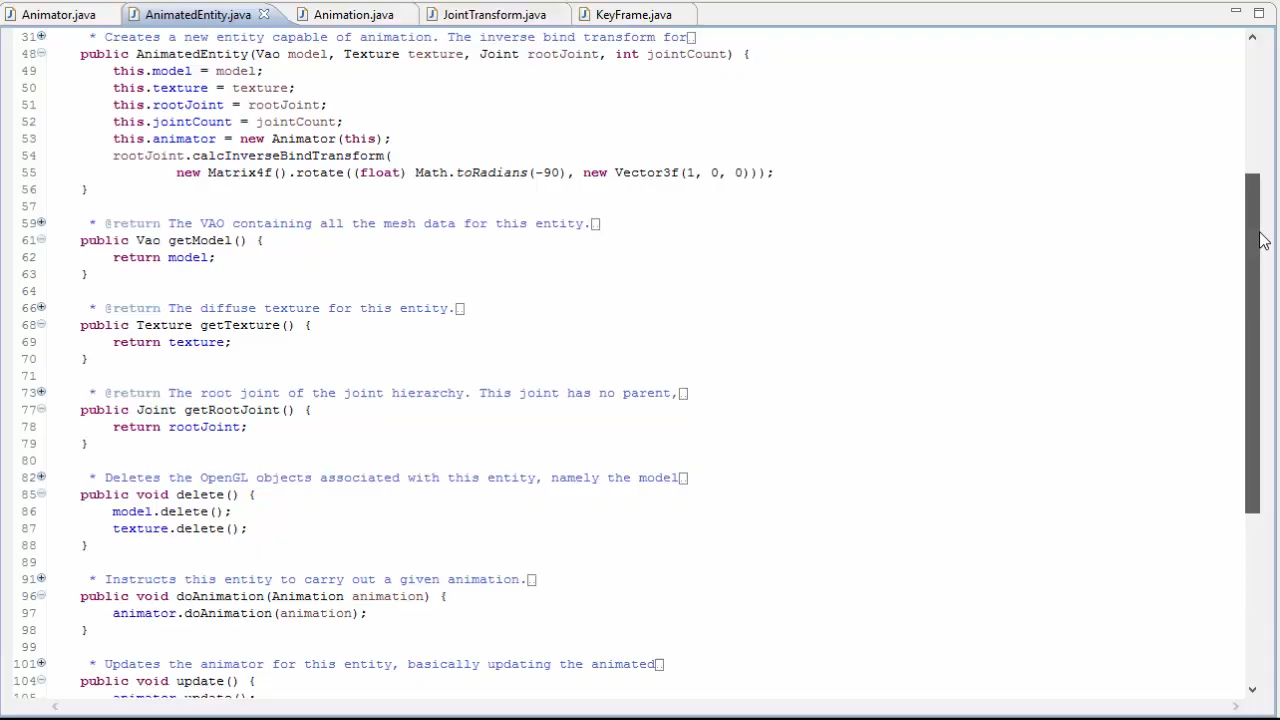 Animator.java AnimatedEntity.java Animation.java JointTransform.java KeyFrame.java
31 * Creates a new entity capable of animation. The inverse bind transform for
48 public AnimatedEntity(Vao model, Texture texture, Joint rootJoint, int jointCount) {
49 this.model = model;
50 this.texture = texture;
51 this.rootJoint = rootJoint;
52 this.jointCount = jointCount;
53 this.animator = new Animator(this);
54 rootJoint.calcInverseBindTransform(
55 new Matrix4f().rotate((float) Math.toRadians(-90), new Vector3f(1, 0, 0)));
56 }
57
59 * @return The VAO containing all the mesh data for this entity.
61 public Vao getModel() {
62 return model;
63 }
64
66 * @return The diffuse texture for this entity.
68 public Texture getTexture() {
69 return texture;
70 }
71
73 * @return The root joint of the joint hierarchy. This joint has no parent,
77 public Joint getRootJoint() {
78 return rootJoint;
79 }
80
82 * Deletes the OpenGL objects associated with this entity, namely the model
85 public void delete() {
86 model.delete();
87 texture.delete();
88 }
89
91 * Instructs this entity to carry out a given animation.
96 public void doAnimation(Animation animation) {
97 animator.doAnimation(animation);
98 }
99
101 * Updates the animator for this entity, basically updating the animated
104 public void update() {
105 animator.update();